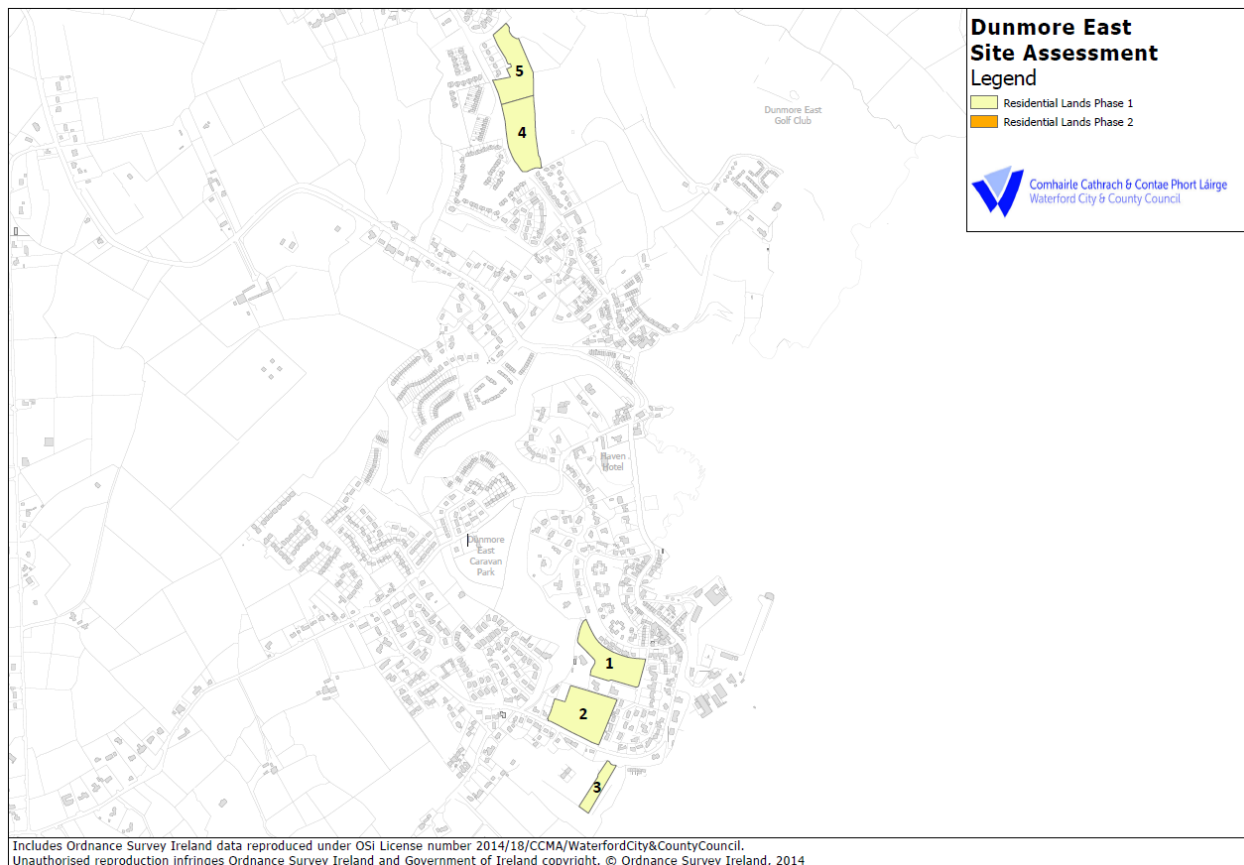 Dunmore East
Site Assessment
Legend
Residential Lands Phase 1
Residential Lands Phase 2
Comhairle Cathrach & Contae Phort Láirge
Waterford City & County Council
5
4
Dunmore East
Golf Club
Haven
Hotel
Dunmore
East
Caravan
Park
1
2
3
Includes Ordnance Survey Ireland data reproduced under OSi License number 2014/18/CCMA/WaterfordCity&CountyCouncil.
Unauthorised reproduction infringes Ordnance Survey Ireland and Government of Ireland copyright. © Ordnance Survey Ireland, 2014